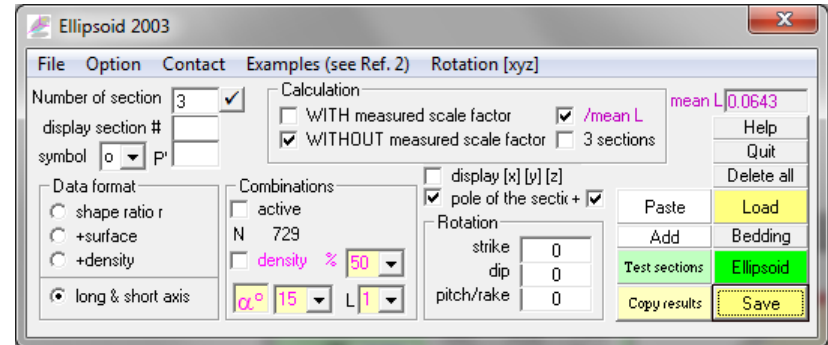 Ellipsoid 2003
File Option Contact Examples (see Ref. 2) Rotation [xyz]
Number of section 3
display section #
symbol o P'
Calculation
WITH measured scale factor /mean L
WITHOUT measured scale factor 3 sections
mean L 0.0643
Help
Quit
Delete all
Data format
shape ratio r
+surface
+density
long & short axis
Combinations
active
N 729
density % 50
α° 15 L 1
display [x] [y] [z]
pole of the sectic +
Rotation
strike 0
dip 0
pitch/rake 0
Paste Load
Add Bedding
Test sections Ellipsoid
Copy results Save